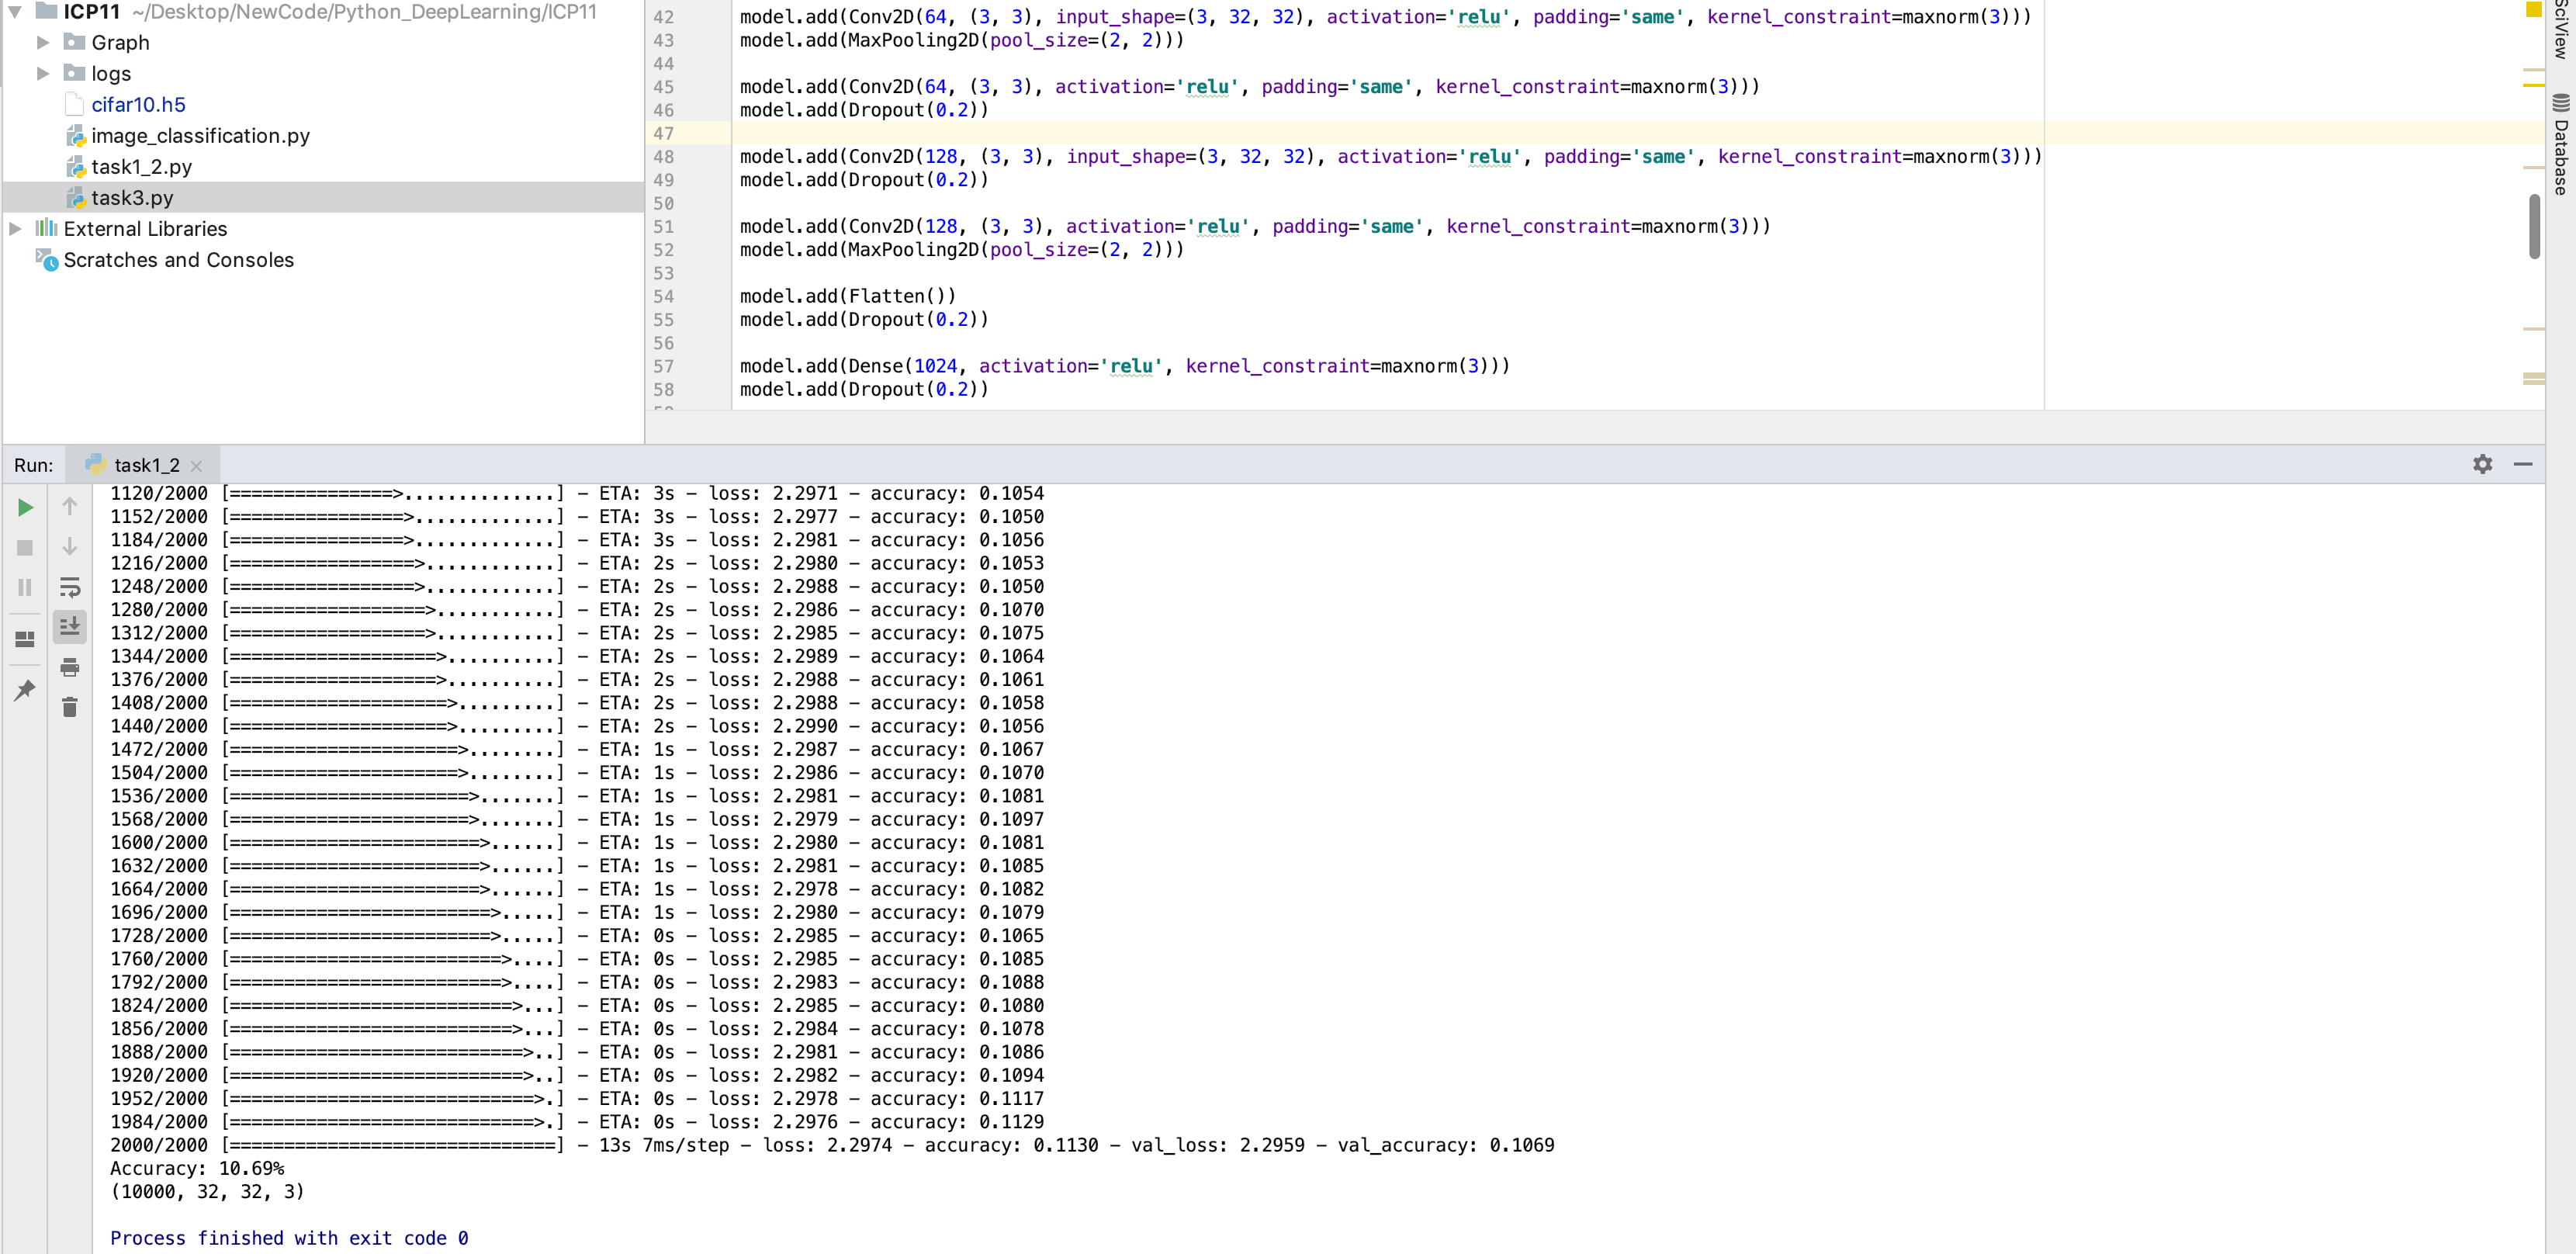 ICP11 ~/Desktop/NewCode/Python_DeepLearning/ICP11
Graph
logs
cifar10.h5
image_classification.py
task1_2.py
task3.py
External Libraries
Scratches and Consoles
42 model.add(Conv2D(64, (3, 3), input_shape=(3, 32, 32), activation='relu', padding='same', kernel_constraint=maxnorm(3)))
43 model.add(MaxPooling2D(pool_size=(2, 2)))
44
45 model.add(Conv2D(64, (3, 3), activation='relu', padding='same', kernel_constraint=maxnorm(3)))
46 model.add(Dropout(0.2))
47
48 model.add(Conv2D(128, (3, 3), input_shape=(3, 32, 32), activation='relu', padding='same', kernel_constraint=maxnorm(3)))
49 model.add(Dropout(0.2))
50
51 model.add(Conv2D(128, (3, 3), activation='relu', padding='same', kernel_constraint=maxnorm(3)))
52 model.add(MaxPooling2D(pool_size=(2, 2)))
53
54 model.add(Flatten())
55 model.add(Dropout(0.2))
56
57 model.add(Dense(1024, activation='relu', kernel_constraint=maxnorm(3)))
58 model.add(Dropout(0.2))
SciView
Database
Run: task1_2
1120/2000 [===============>..............] - ETA: 3s - loss: 2.2971 - accuracy: 0.1054
1152/2000 [================>.............] - ETA: 3s - loss: 2.2977 - accuracy: 0.1050
1184/2000 [================>.............] - ETA: 3s - loss: 2.2981 - accuracy: 0.1056
1216/2000 [=================>............] - ETA: 2s - loss: 2.2980 - accuracy: 0.1053
1248/2000 [=================>............] - ETA: 2s - loss: 2.2988 - accuracy: 0.1050
1280/2000 [==================>...........] - ETA: 2s - loss: 2.2986 - accuracy: 0.1070
1312/2000 [==================>...........] - ETA: 2s - loss: 2.2985 - accuracy: 0.1075
1344/2000 [===================>..........] - ETA: 2s - loss: 2.2989 - accuracy: 0.1064
1376/2000 [===================>..........] - ETA: 2s - loss: 2.2988 - accuracy: 0.1061
1408/2000 [====================>.........] - ETA: 2s - loss: 2.2988 - accuracy: 0.1058
1440/2000 [====================>.........] - ETA: 2s - loss: 2.2990 - accuracy: 0.1056
1472/2000 [=====================>........] - ETA: 1s - loss: 2.2987 - accuracy: 0.1067
1504/2000 [=====================>........] - ETA: 1s - loss: 2.2986 - accuracy: 0.1070
1536/2000 [======================>.......] - ETA: 1s - loss: 2.2981 - accuracy: 0.1081
1568/2000 [======================>.......] - ETA: 1s - loss: 2.2979 - accuracy: 0.1097
1600/2000 [=======================>......] - ETA: 1s - loss: 2.2980 - accuracy: 0.1081
1632/2000 [=======================>......] - ETA: 1s - loss: 2.2981 - accuracy: 0.1085
1664/2000 [=======================>......] - ETA: 1s - loss: 2.2978 - accuracy: 0.1082
1696/2000 [========================>.....] - ETA: 1s - loss: 2.2980 - accuracy: 0.1079
1728/2000 [========================>.....] - ETA: 0s - loss: 2.2985 - accuracy: 0.1065
1760/2000 [=========================>....] - ETA: 0s - loss: 2.2985 - accuracy: 0.1085
1792/2000 [=========================>....] - ETA: 0s - loss: 2.2983 - accuracy: 0.1088
1824/2000 [==========================>...] - ETA: 0s - loss: 2.2985 - accuracy: 0.1080
1856/2000 [==========================>...] - ETA: 0s - loss: 2.2984 - accuracy: 0.1078
1888/2000 [===========================>..] - ETA: 0s - loss: 2.2981 - accuracy: 0.1086
1920/2000 [===========================>..] - ETA: 0s - loss: 2.2982 - accuracy: 0.1094
1952/2000 [============================>.] - ETA: 0s - loss: 2.2978 - accuracy: 0.1117
1984/2000 [============================>.] - ETA: 0s - loss: 2.2976 - accuracy: 0.1129
2000/2000 [==============================] - 13s 7ms/step - loss: 2.2974 - accuracy: 0.1130 - val_loss: 2.2959 - val_accuracy: 0.1069
Accuracy: 10.69%
(10000, 32, 32, 3)
Process finished with exit code 0